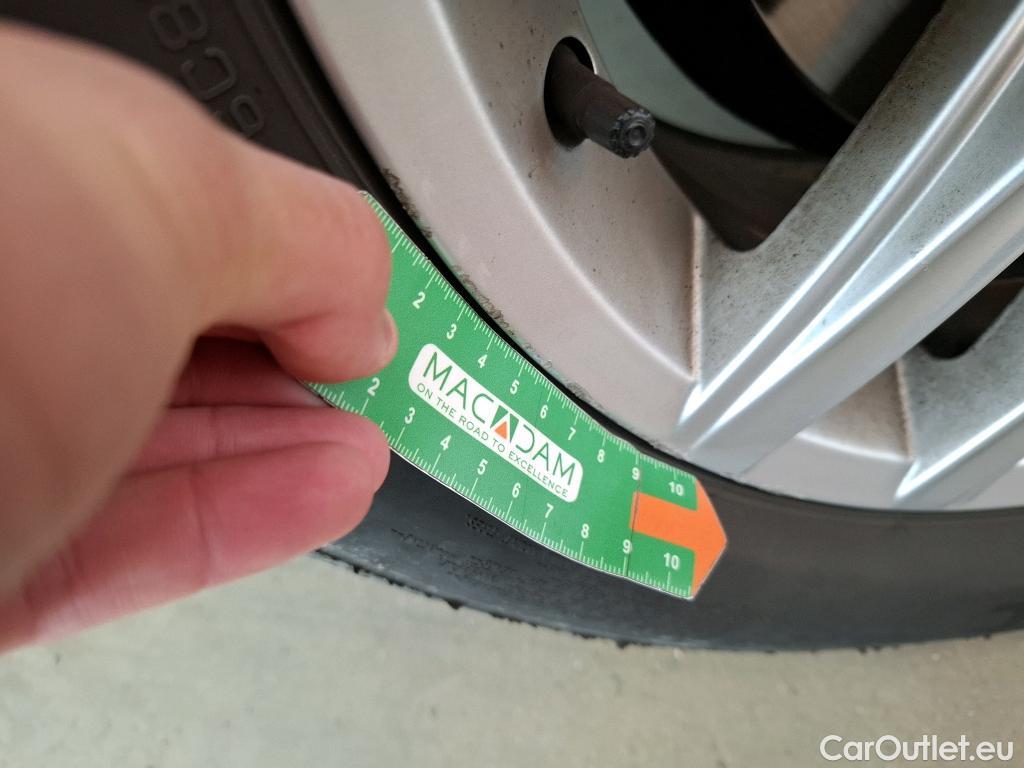 2 3 4 5 6 7 8 9 10
MACADAM
ON THE ROAD TO EXCELLENCE
2 3 4 5 6 7 8 9 10
CarOutlet.eu